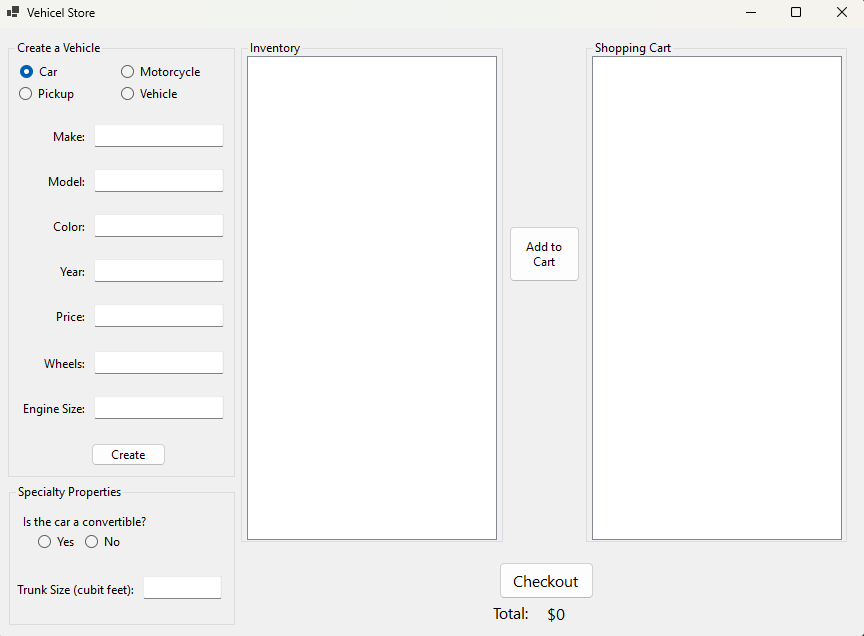 Vehicel Store
Create a Vehicle
Car
Motorcycle
Pickup
Vehicle
Make:
Model:
Color:
Year:
Price:
Wheels:
Engine Size:
Create
Specialty Properties
Is the car a convertible?
Yes
No
Trunk Size (cubit feet):
Inventory
Add to
Cart
Shopping Cart
Checkout
Total: $0